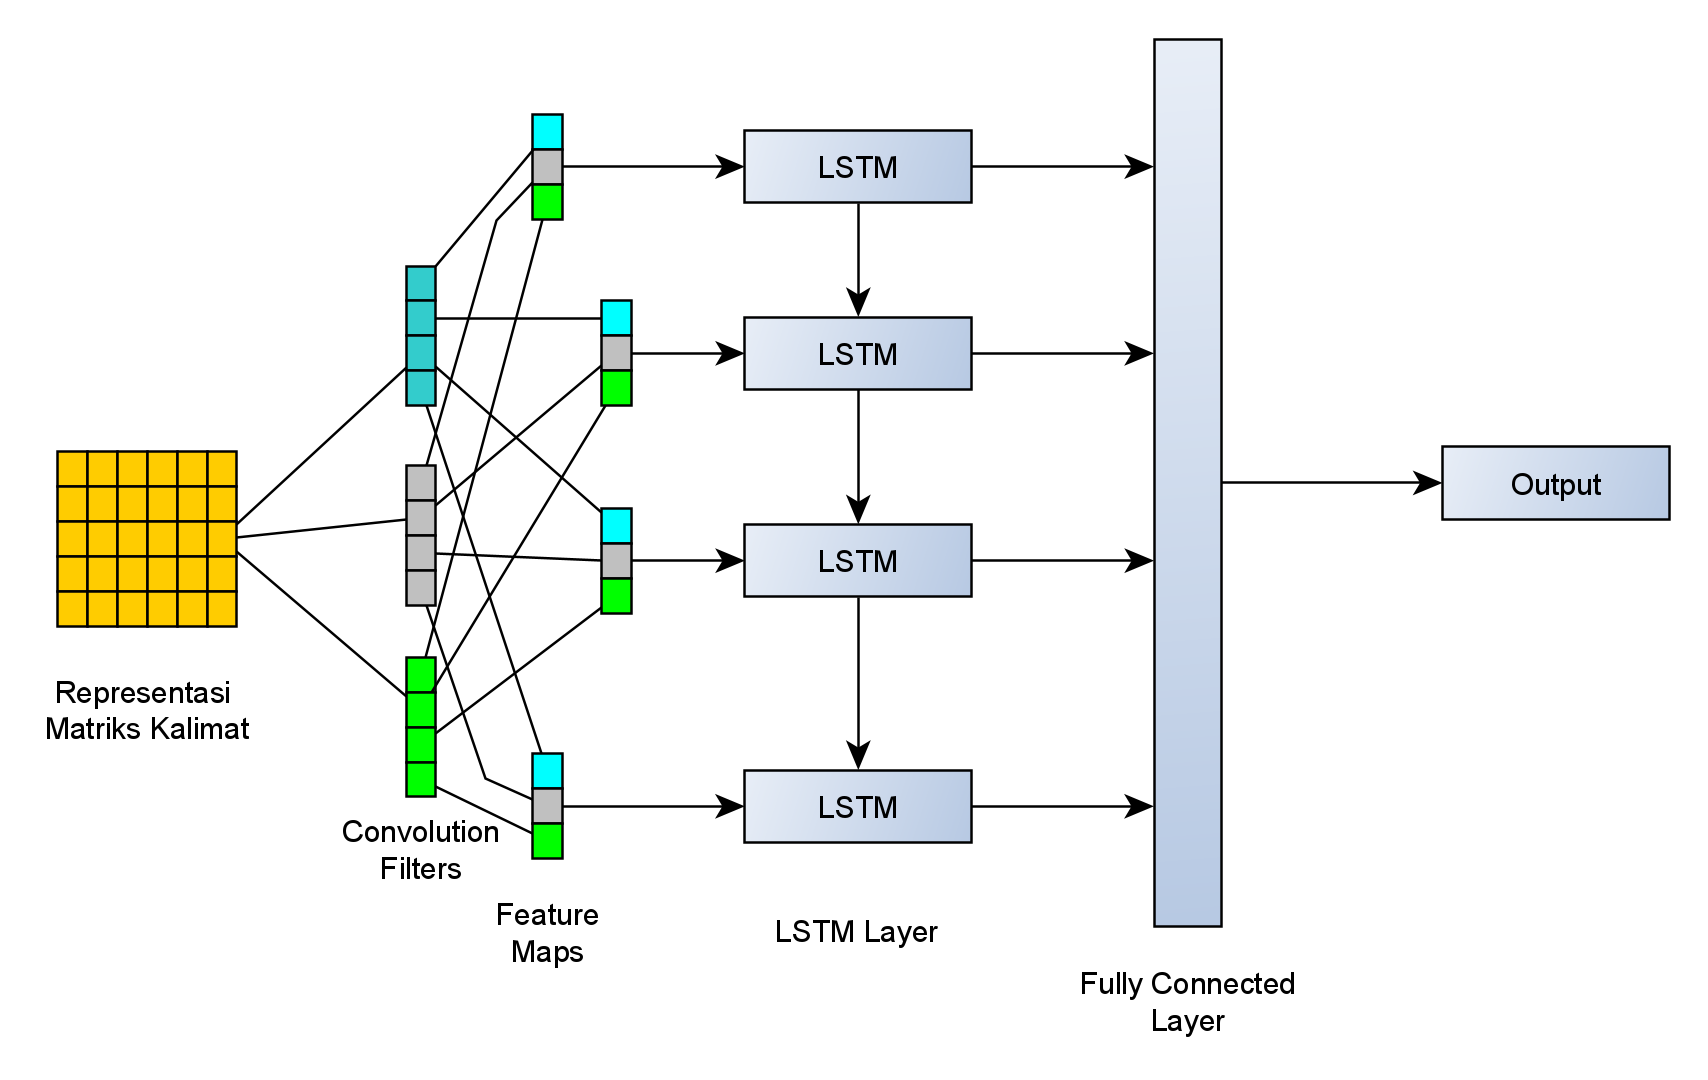 LSTM
LSTM
LSTM
LSTM
Output
Representasi
Matriks Kalimat
Convolution
Filters
Feature
Maps
LSTM Layer
Fully Connected
Layer